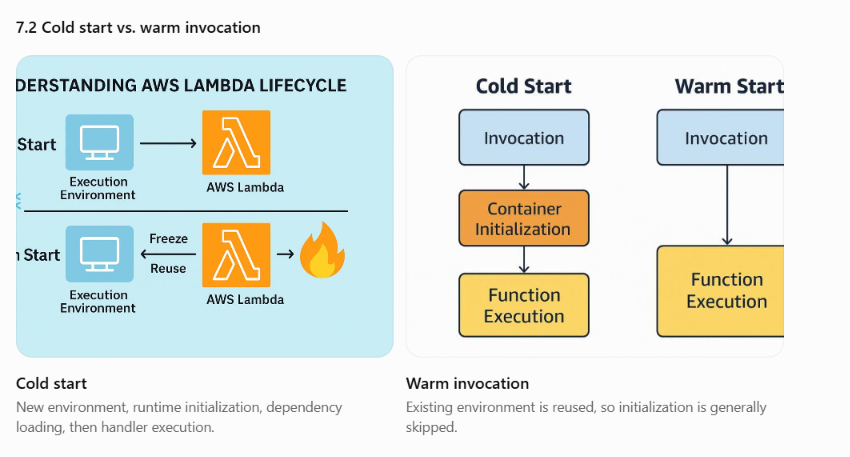 7.2 Cold start vs. warm invocation
DERSTANDING AWS LAMBDA LIFECYCLE
Start
Execution
Environment
AWS Lambda
Start
Freeze
Reuse
Execution
Environment
AWS Lambda
Cold Start
Invocation
Container
Initialization
Function
Execution
Warm Start
Invocation
Function
Execution
Cold start
New environment, runtime initialization, dependency
loading, then handler execution.
Warm invocation
Existing environment is reused, so initialization is generally
skipped.